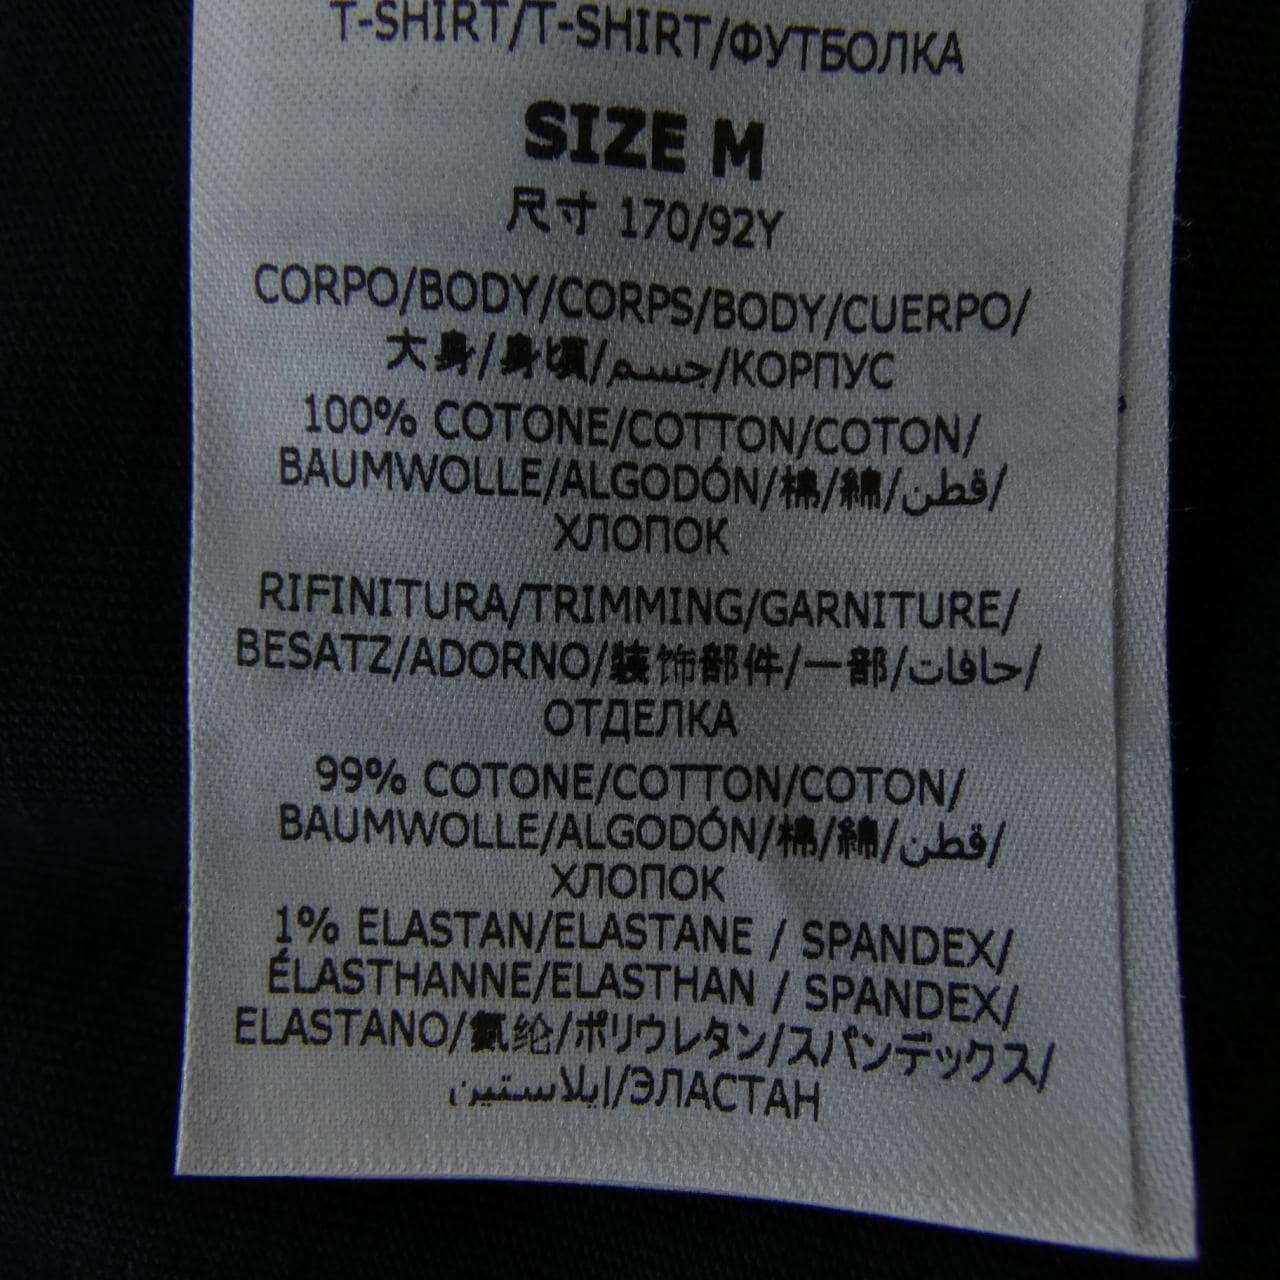 T-SHIRT/T-SHIRT/ФУТБОЛКА
SIZE M
尺寸 170/92Y
CORPO/BODY/CORPS/BODY/CUERPO/
大身/身頃/جسم/КОРПУС
100% COTONE/COTTON/COTON/
BAUMWOLLE/ALGODÓN/棉/綿/قطن/
ХЛОПОК
RIFINITURA/TRIMMING/GARNITURE/
BESATZ/ADORNO/装饰部件/一部/حافات/
ОТДЕЛКА
99% COTONE/COTTON/COTON/
BAUMWOLLE/ALGODÓN/棉/綿/قطن/
ХЛОПОК
1% ELASTAN/ELASTANE / SPANDEX/
ÉLASTHANNE/ELASTHAN / SPANDEX/
ELASTANO/氨纶/ポリウレタン/スパンデックス/
إيلاستين/ЭЛАСТАН